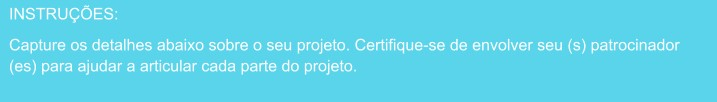 INSTRUÇÕES:
Capture os detalhes abaixo sobre o seu projeto. Certifique-se de envolver seu (s) patrocinador
(es) para ajudar a articular cada parte do projeto.